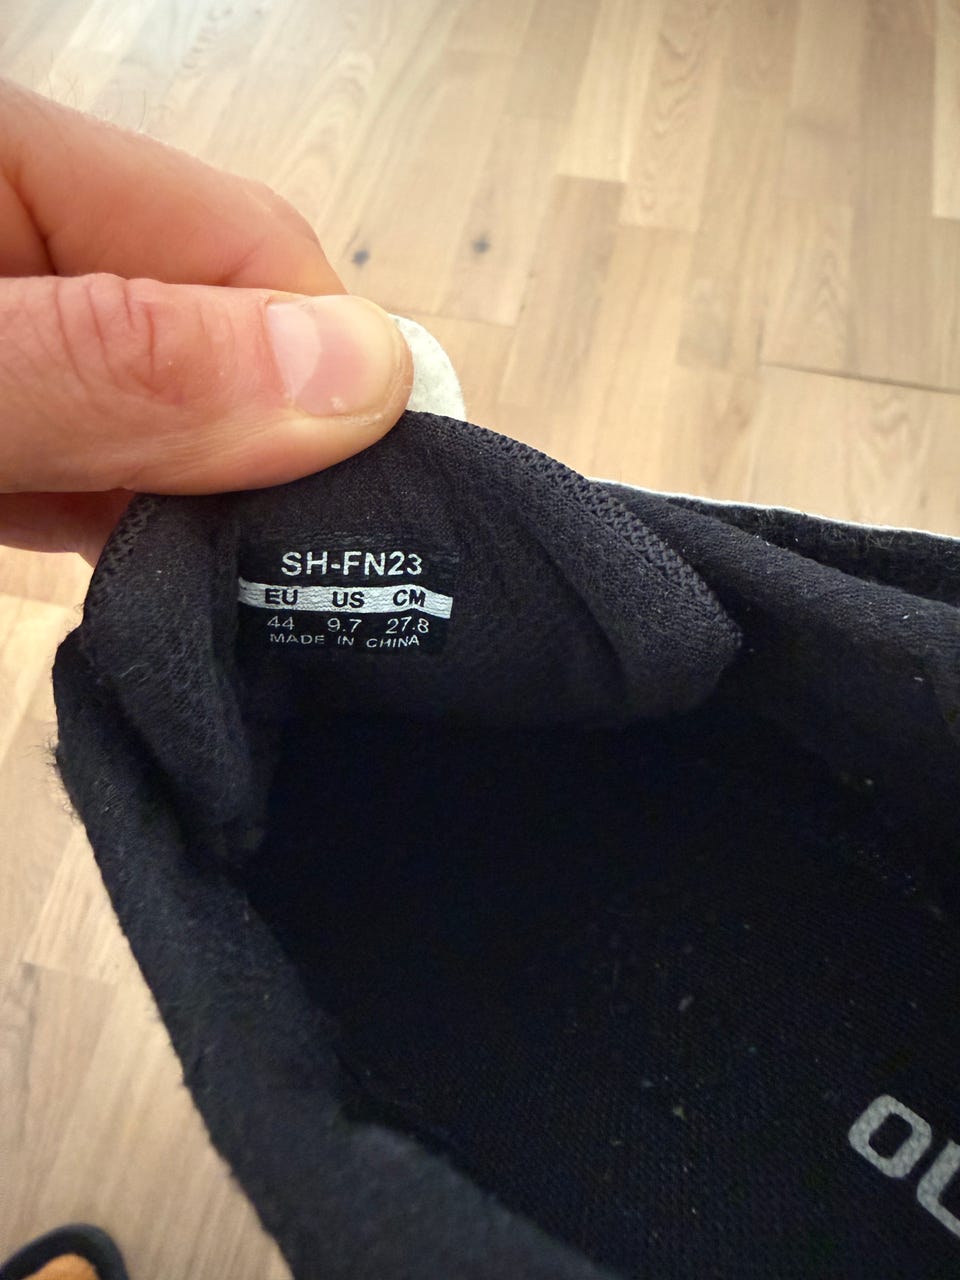 SH-FN23
EU US CM
44 9.7 27.8
MADE IN CHINA